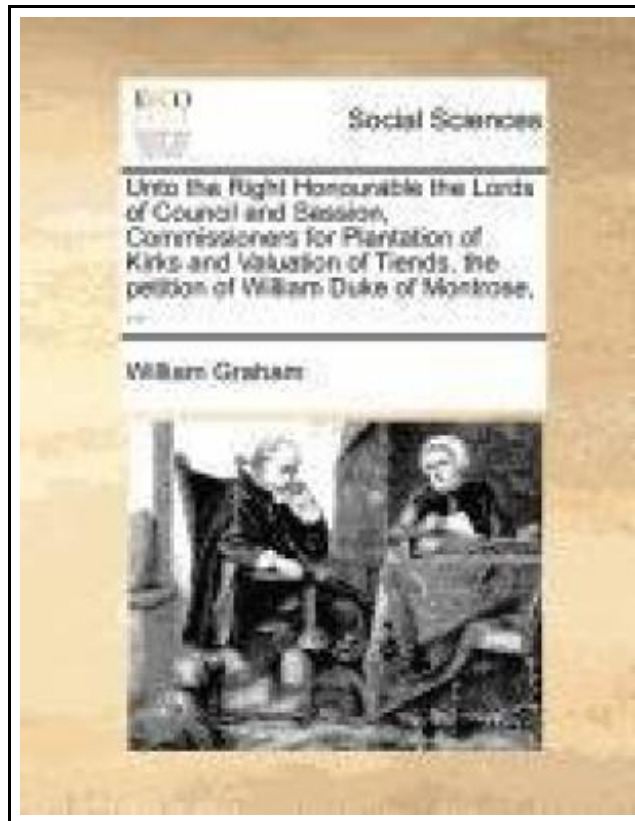 ECCO
Social Sciences
Unto the Right Honourable the Lords
of Council and Session,
Commissioners for Plantation of
Kirks and Valuation of Tiends, the
petition of William Duke of Montrose,
...
William Graham